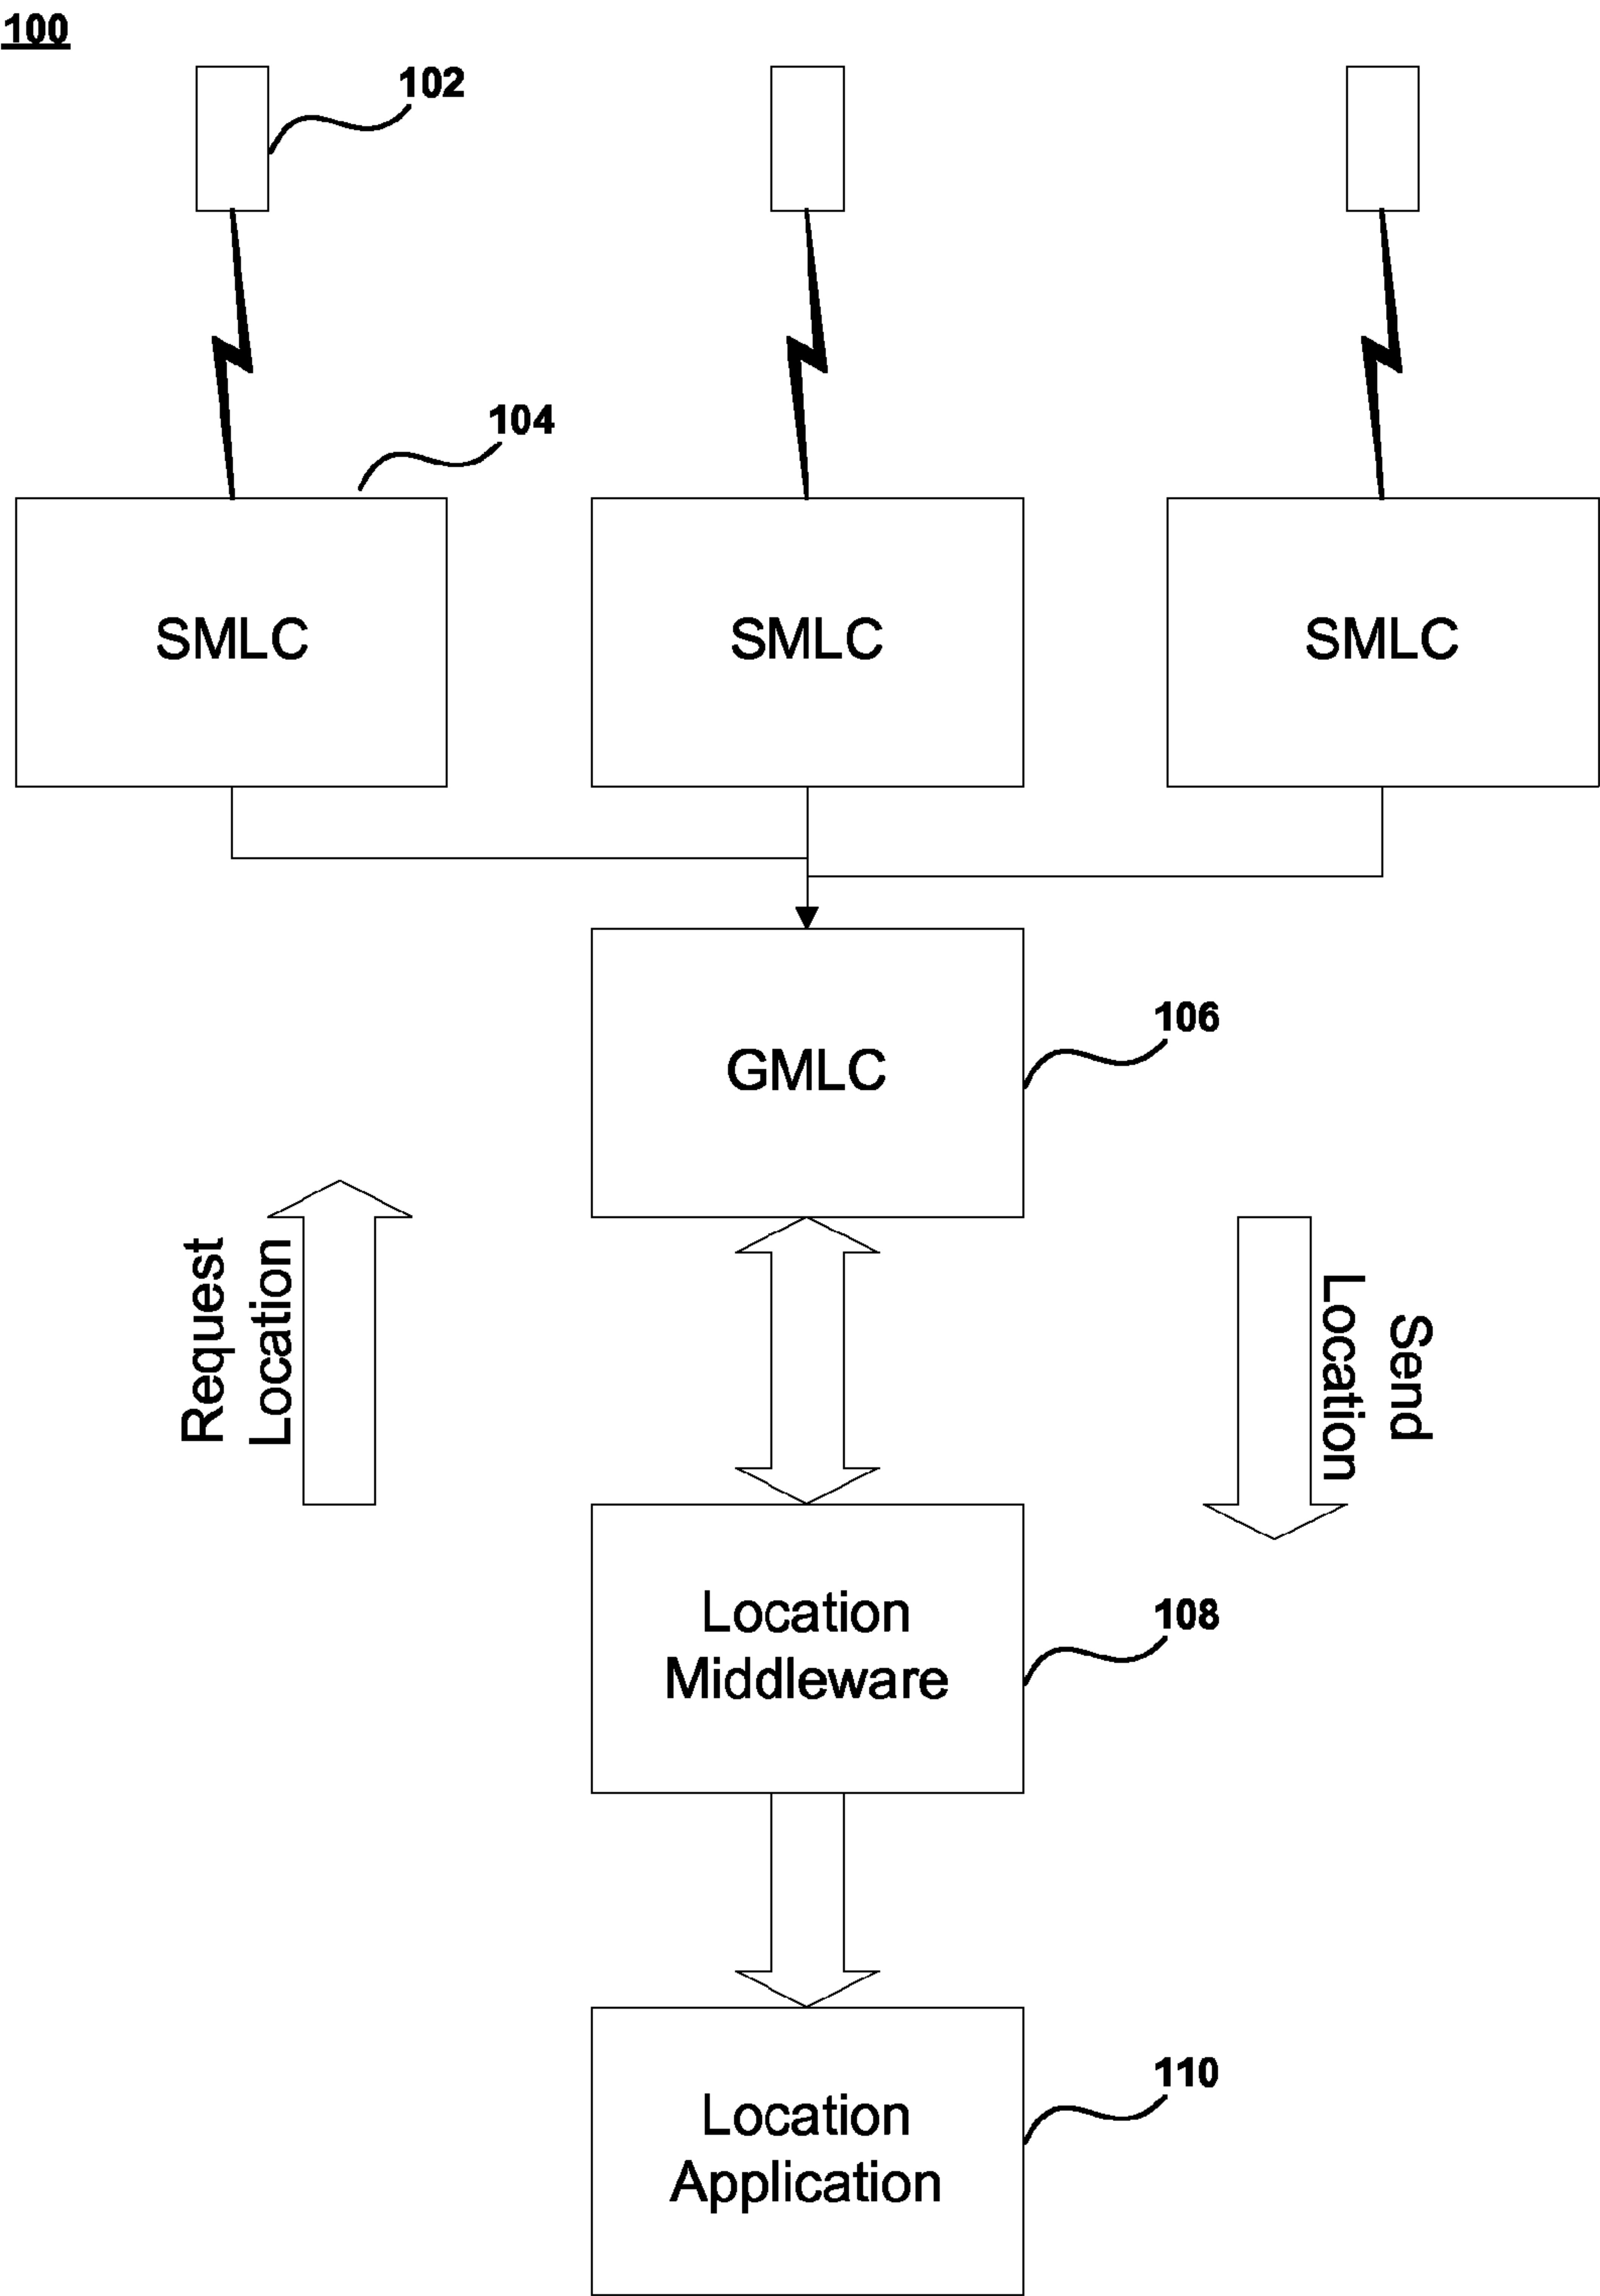 100
102
104
SMLC
SMLC
SMLC
GMLC
106
Request
Location
Send
Location
Location
Middleware
108
Location
Application
110